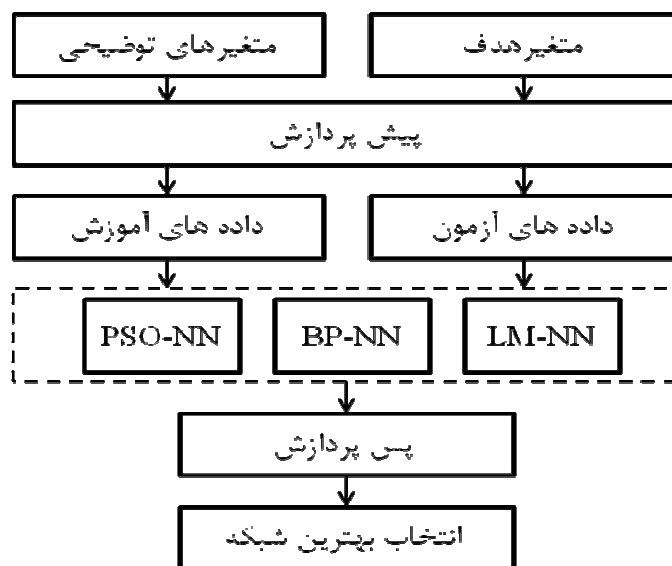 متغیرهدف
متغیرهای توضیحی
پیش پردازش
داده های آزمون
داده های آموزش
PSO-NN BP-NN LM-NN
پس پردازش
انتخاب بهترین شبکه